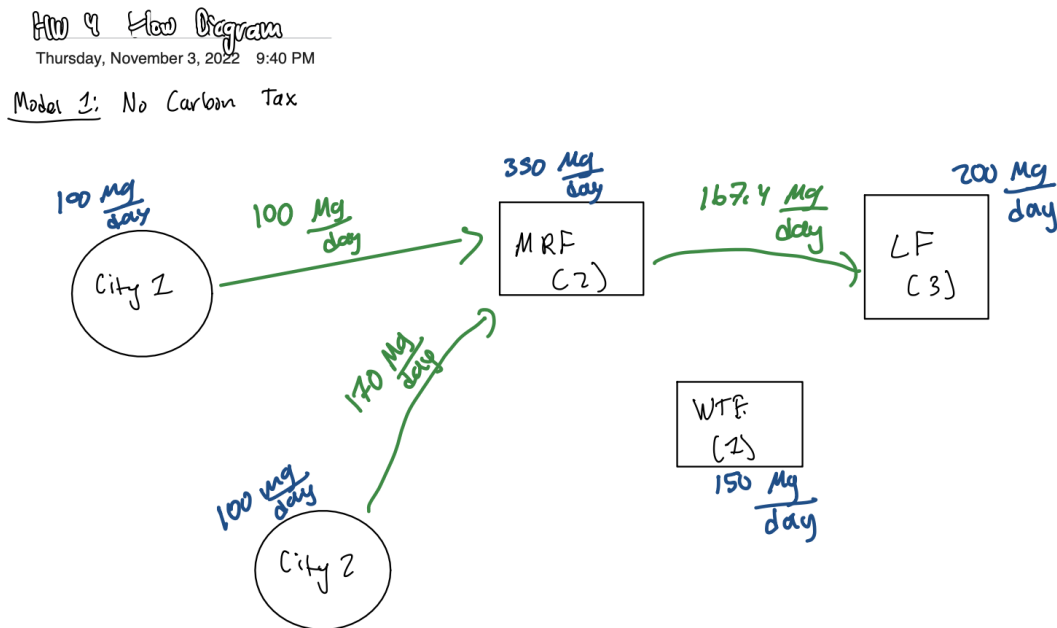 HW 4 Flow Diagram
Thursday, November 3, 2022 9:40 PM
Model 1: No Carbon Tax
100 Mg/day
City 1
100 Mg/day
350 Mg/day
MRF
(2)
167.4 Mg/day
200 Mg/day
LF
(3)
170 Mg/day
WTE
(1)
150 Mg/day
100 Mg/day
City 2